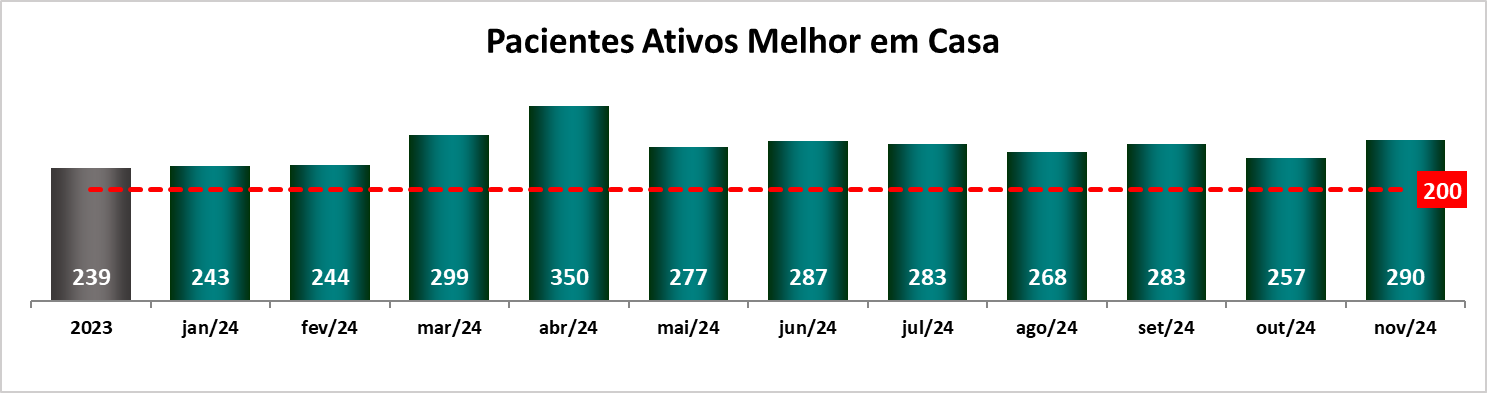 Pacientes Ativos Melhor em Casa
200
239 243 244 299 350 277 287 283 268 283 257 290
2023 jan/24 fev/24 mar/24 abr/24 mai/24 jun/24 jul/24 ago/24 set/24 out/24 nov/24